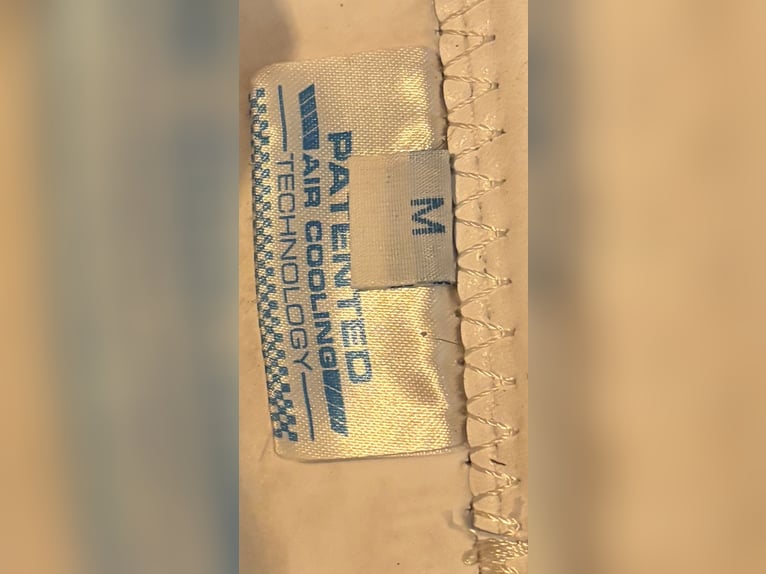 M
PATENTED
AIR COOLING
TECHNOLOGY